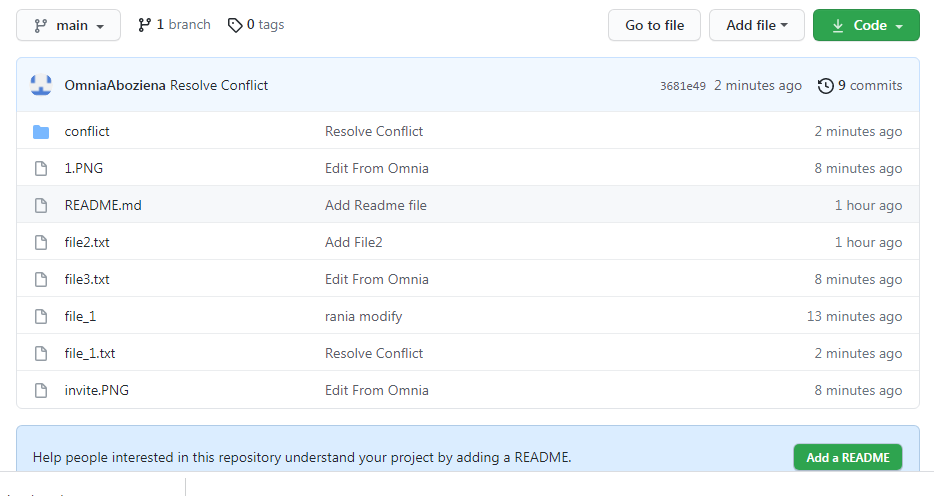 main 1 branch 0 tags Go to file Add file Code
OmniaAboziena Resolve Conflict 3681e49 2 minutes ago 9 commits
conflict Resolve Conflict 2 minutes ago
1.PNG Edit From Omnia 8 minutes ago
README.md Add Readme file 1 hour ago
file2.txt Add File2 1 hour ago
file3.txt Edit From Omnia 8 minutes ago
file_1 rania modify 13 minutes ago
file_1.txt Resolve Conflict 2 minutes ago
invite.PNG Edit From Omnia 8 minutes ago
Help people interested in this repository understand your project by adding a README. Add a README